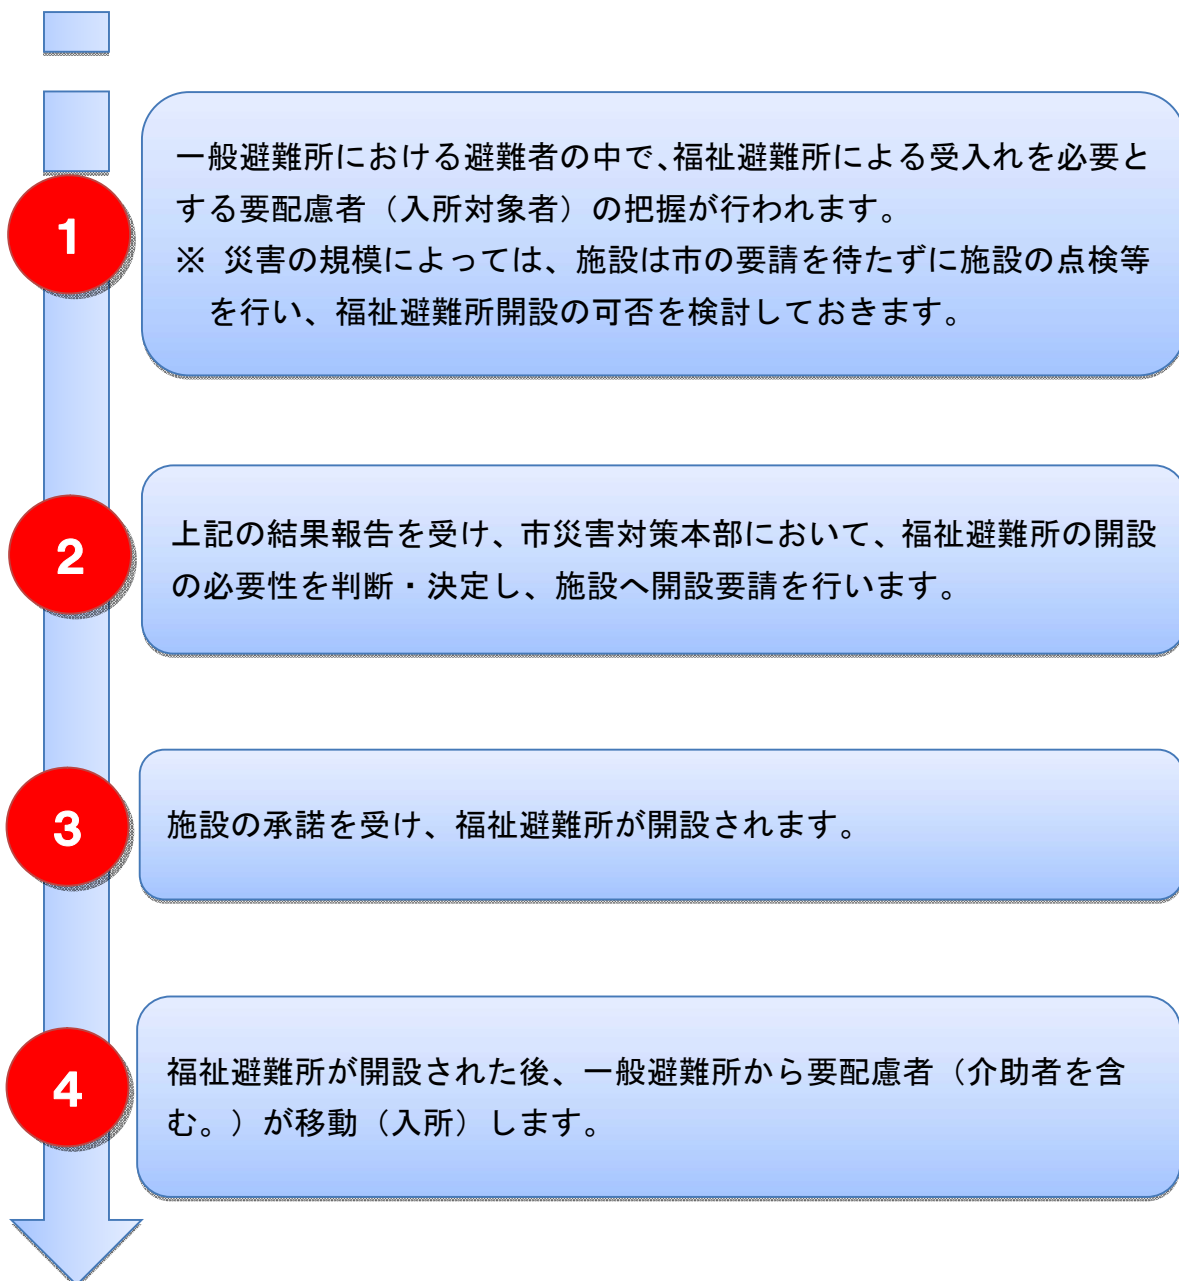 1
一般避難所における避難者の中で、福祉避難所による受入れを必要と
する要配慮者（入所対象者）の把握が行われます。
※ 災害の規模によっては、施設は市の要請を待たずに施設の点検等
を行い、福祉避難所開設の可否を検討しておきます。
2
上記の結果報告を受け、市災害対策本部において、福祉避難所の開設
の必要性を判断・決定し、施設へ開設要請を行います。
3
施設の承諾を受け、福祉避難所が開設されます。
4
福祉避難所が開設された後、一般避難所から要配慮者（介助者を含
む。）が移動（入所）します。